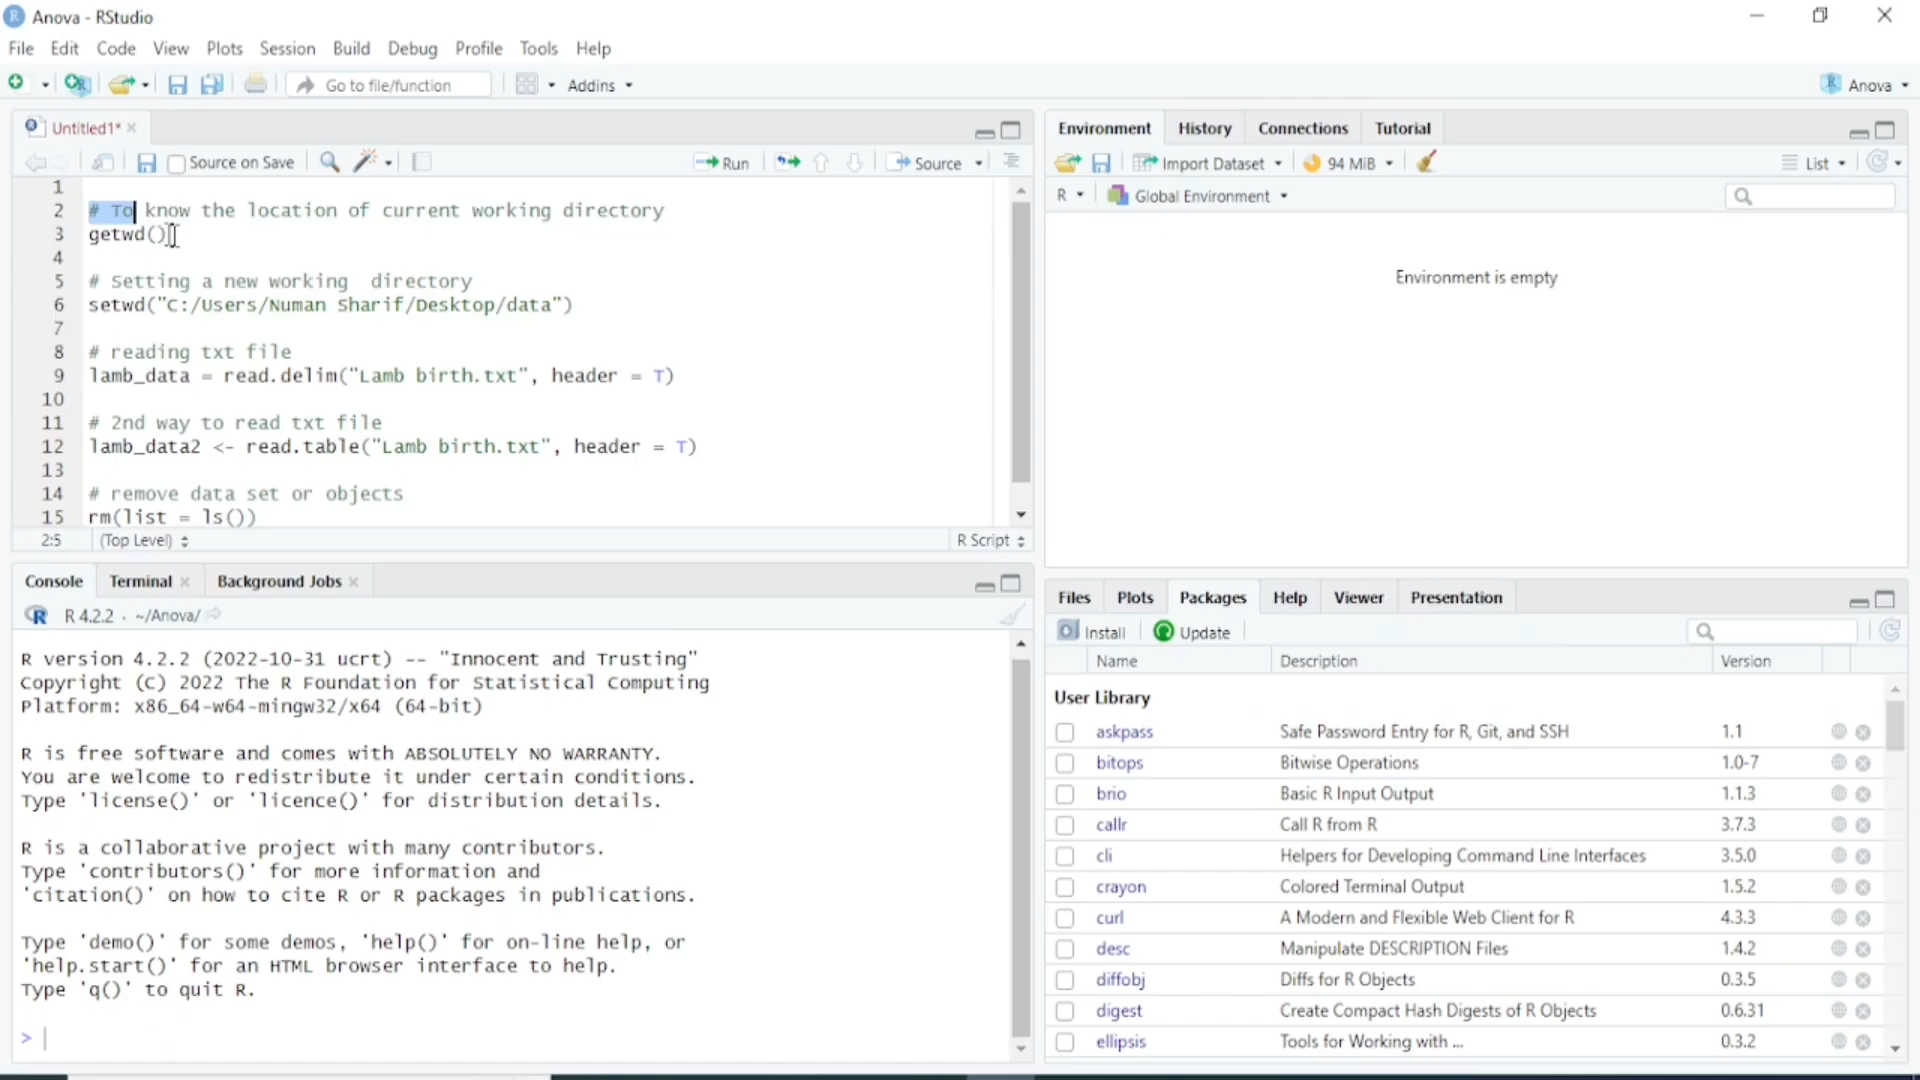 Anova - RStudio
File Edit Code View Plots Session Build Debug Profile Tools Help
Go to file/function Addins Anova
Untitled1*
Source on Save Run Source
1
2 # To know the location of current working directory
3 getwd()
4
5 # Setting a new working  directory
6 setwd("C:/Users/Numan Sharif/Desktop/data")
7
8 # reading txt file
9 lamb_data = read.delim("Lamb birth.txt", header = T)
10
11 # 2nd way to read txt file
12 lamb_data2 <- read.table("Lamb birth.txt", header = T)
13
14 # remove data set or objects
15 rm(list = ls())
2:5 (Top Level) R Script
Console Terminal Background Jobs
R 4.2.2 · ~/Anova/
R version 4.2.2 (2022-10-31 ucrt) -- "Innocent and Trusting"
Copyright (C) 2022 The R Foundation for Statistical Computing
Platform: x86_64-w64-mingw32/x64 (64-bit)
R is free software and comes with ABSOLUTELY NO WARRANTY.
You are welcome to redistribute it under certain conditions.
Type 'license()' or 'licence()' for distribution details.
R is a collaborative project with many contributors.
Type 'contributors()' for more information and
'citation()' on how to cite R or R packages in publications.
Type 'demo()' for some demos, 'help()' for on-line help, or
'help.start()' for an HTML browser interface to help.
Type 'q()' to quit R.
>
Environment History Connections Tutorial
Import Dataset 94 MiB List
R Global Environment
Environment is empty
Files Plots Packages Help Viewer Presentation
Install Update
Name Description Version
User Library
askpass Safe Password Entry for R, Git, and SSH 1.1
bitops Bitwise Operations 1.0-7
brio Basic R Input Output 1.1.3
callr Call R from R 3.7.3
cli Helpers for Developing Command Line Interfaces 3.5.0
crayon Colored Terminal Output 1.5.2
curl A Modern and Flexible Web Client for R 4.3.3
desc Manipulate DESCRIPTION Files 1.4.2
diffobj Diffs for R Objects 0.3.5
digest Create Compact Hash Digests of R Objects 0.6.31
ellipsis Tools for Working with ... 0.3.2